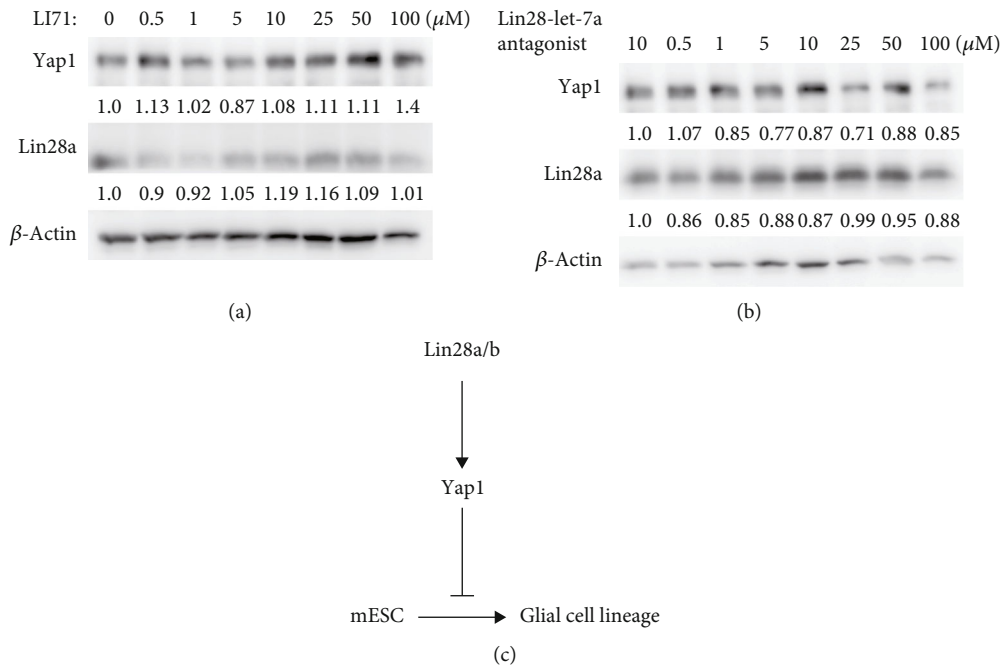 LI71: 0 0.5 1 5 10 25 50 100 (μM)
Yap1
1.0 1.13 1.02 0.87 1.08 1.11 1.11 1.4
Lin28a
1.0 0.9 0.92 1.05 1.19 1.16 1.09 1.01
β-Actin
(a)
Lin28-let-7a
antagonist
10 0.5 1 5 10 25 50 100 (μM)
Yap1
1.0 1.07 0.85 0.77 0.87 0.71 0.88 0.85
Lin28a
1.0 0.86 0.85 0.88 0.87 0.99 0.95 0.88
β-Actin
(b)
Lin28a/b
Yap1
mESC Glial cell lineage
(c)